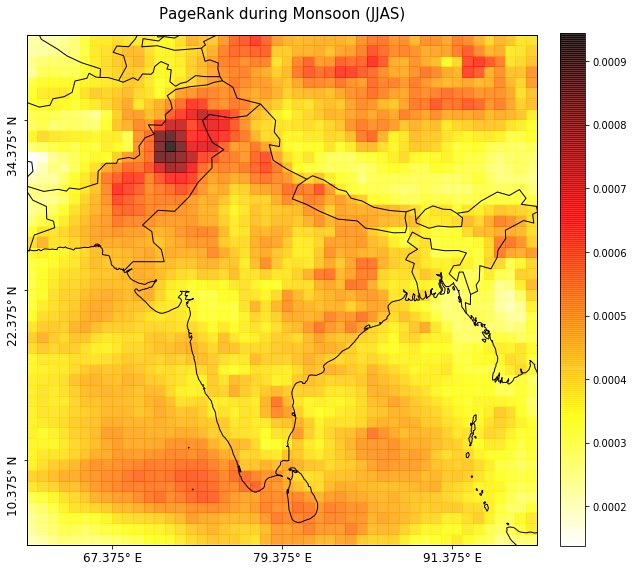 PageRank during Monsoon (JJAS)
34.375° N
22.375° N
10.375° N
67.375° E
79.375° E
91.375° E
0.0009
0.0008
0.0007
0.0006
0.0005
0.0004
0.0003
0.0002